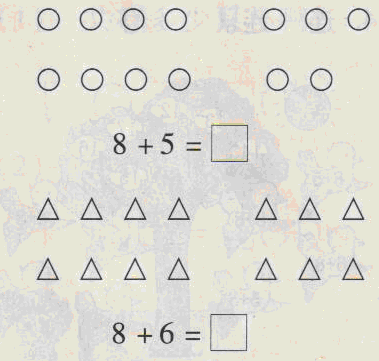 8 + 5 = □
8 + 6 = □